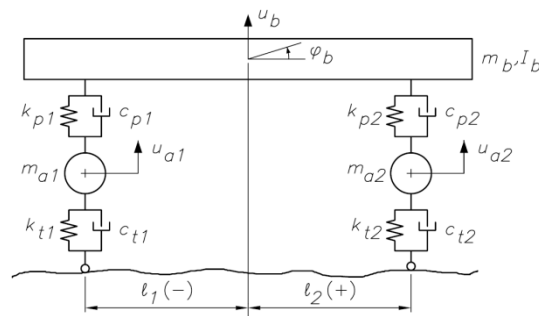 u_b
φ_b
m_b, I_b
k_p1 c_p1
k_p2 c_p2
m_a1 u_a1
m_a2 u_a2
k_t1 c_t1
k_t2 c_t2
ℓ_1(-) ℓ_2(+)